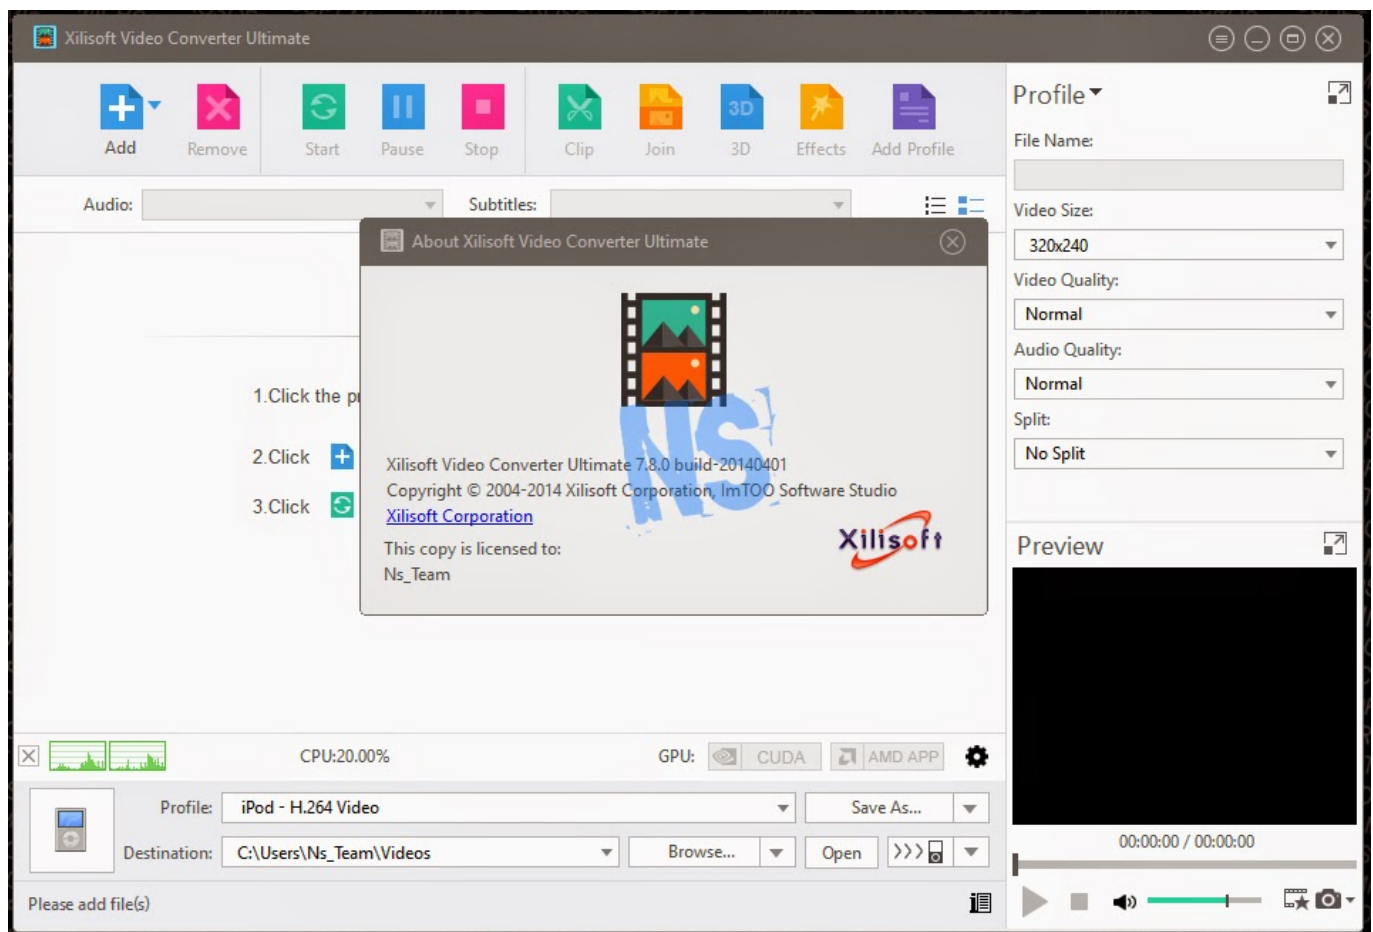 Xilisoft Video Converter Ultimate
Add
Remove
Start
Pause
Stop
Clip
Join
3D
3D
Effects
Add Profile
Audio:
Subtitles:
About Xilisoft Video Converter Ultimate
1.Click the
2.Click
3.Click
NS
Xilisoft Video Converter Ultimate 7.8.0 build-20140401
Copyright © 2004-2014 Xilisoft Corporation, ImTOO Software Studio
Xilisoft Corporation
This copy is licensed to:
Ns_Team
Xilisoft
CPU:20.00%
GPU:
CUDA
AMD APP
Profile: iPod - H.264 Video
Save As...
Destination: C:\Users\Ns_Team\Videos
Browse...
Open
Please add file(s)
Profile
File Name:
Video Size:
320x240
Video Quality:
Normal
Audio Quality:
Normal
Split:
No Split
Preview
00:00:00 / 00:00:00